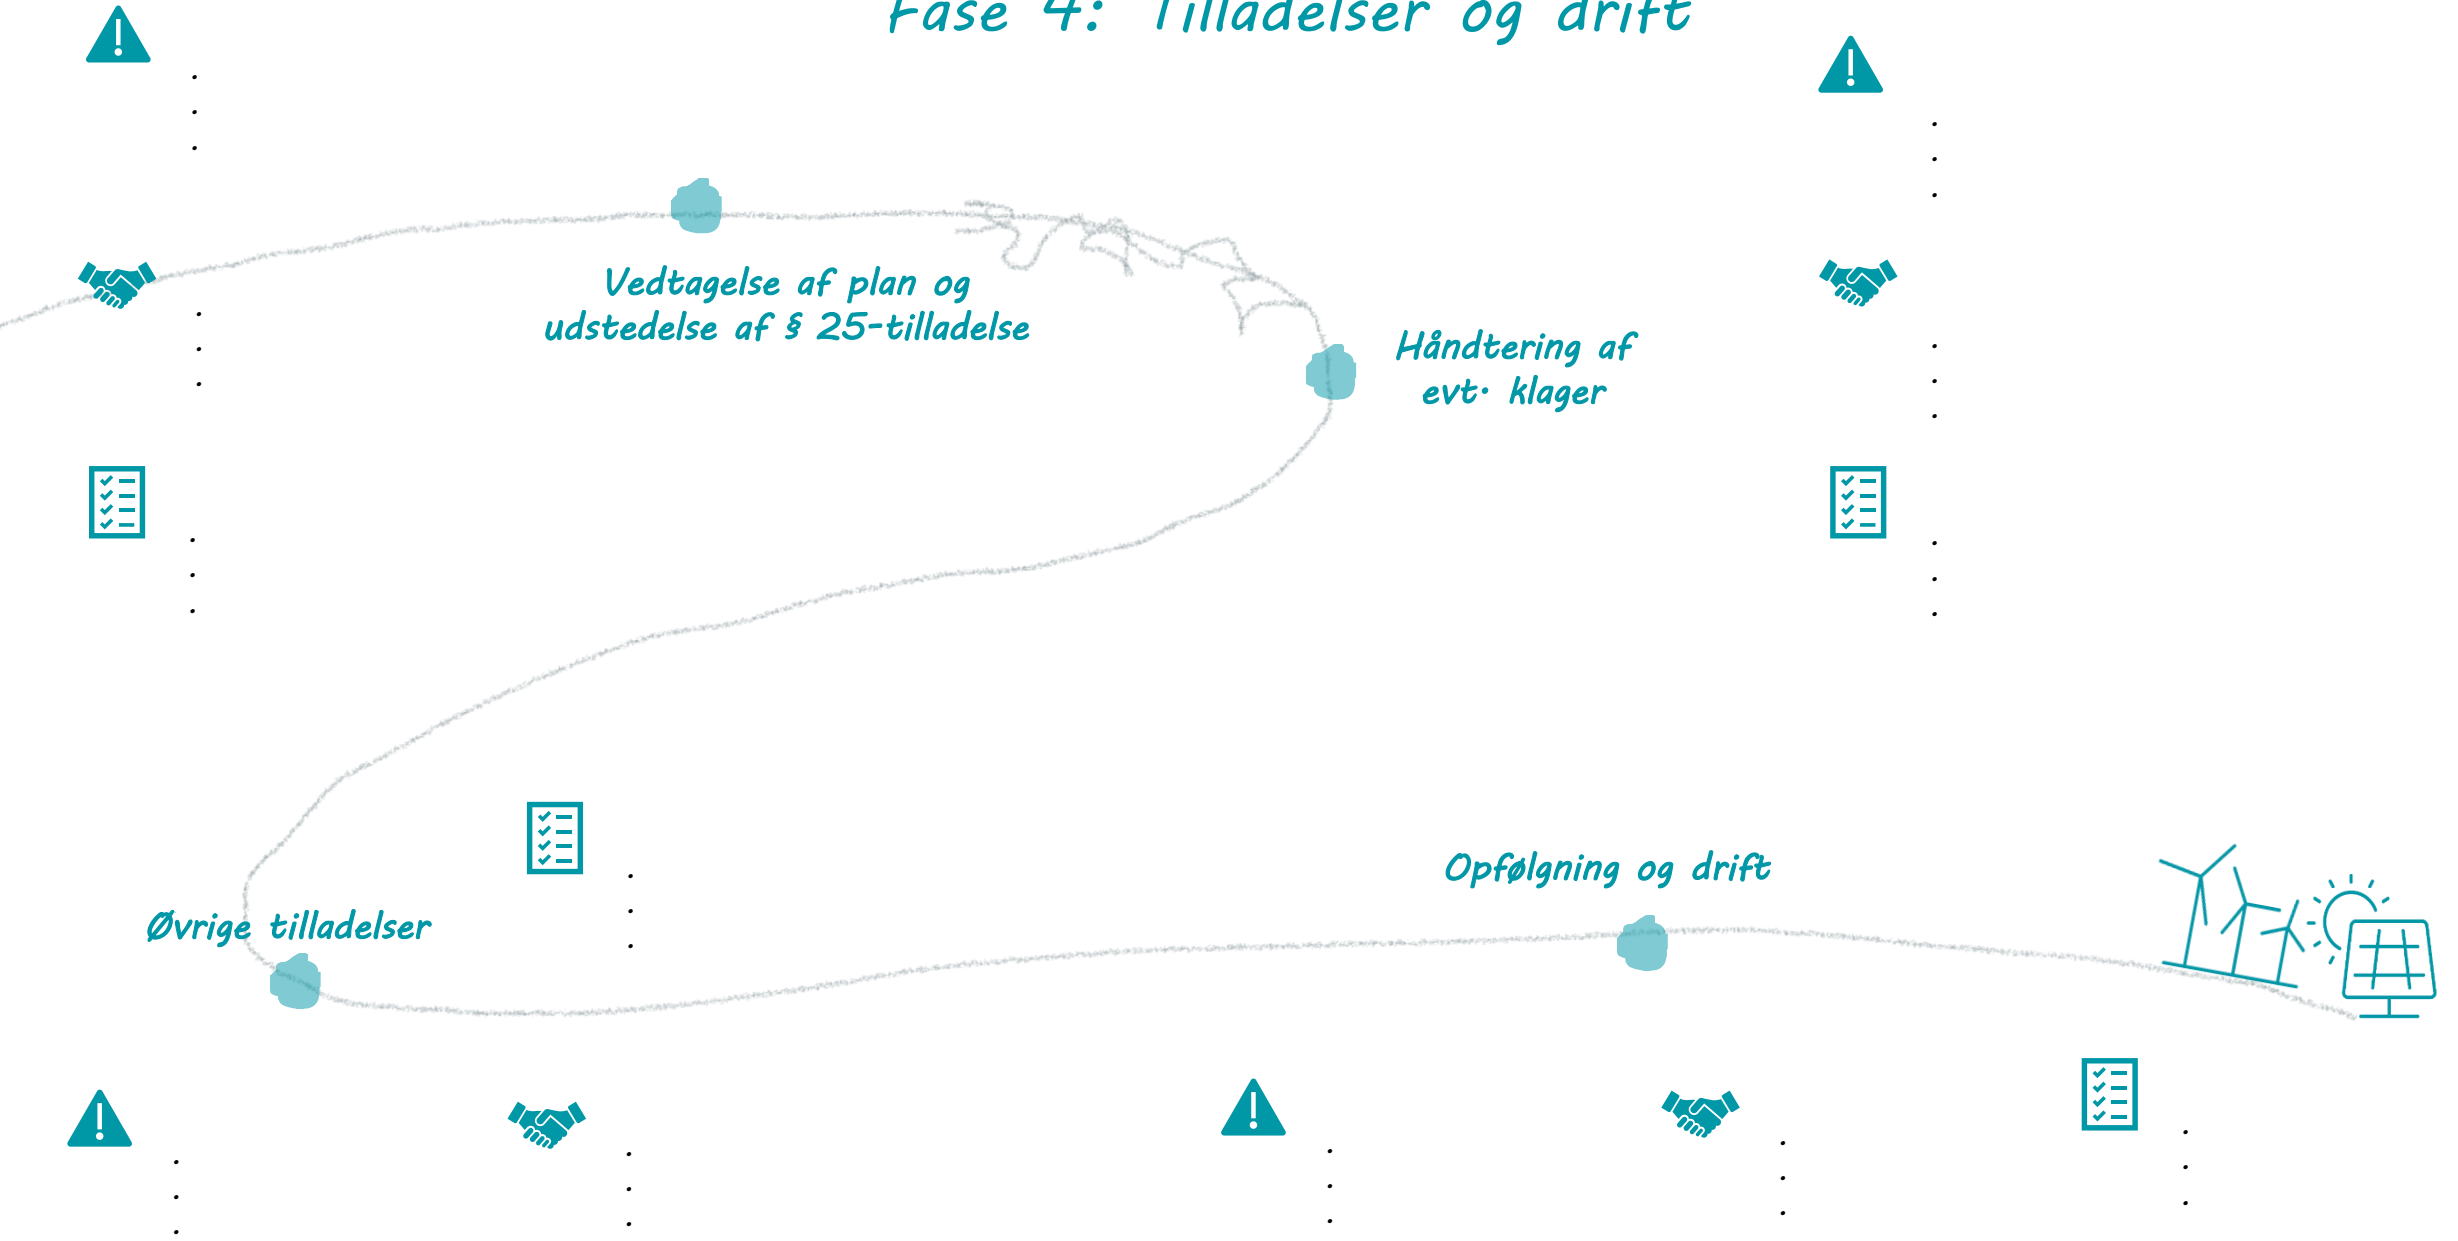 Fase 4: Tilladelser og drift
Vedtagelse af plan og
udstedelse af § 25-tilladelse
Håndtering af
evt. klager
Opfølgning og drift
Øvrige tilladelser